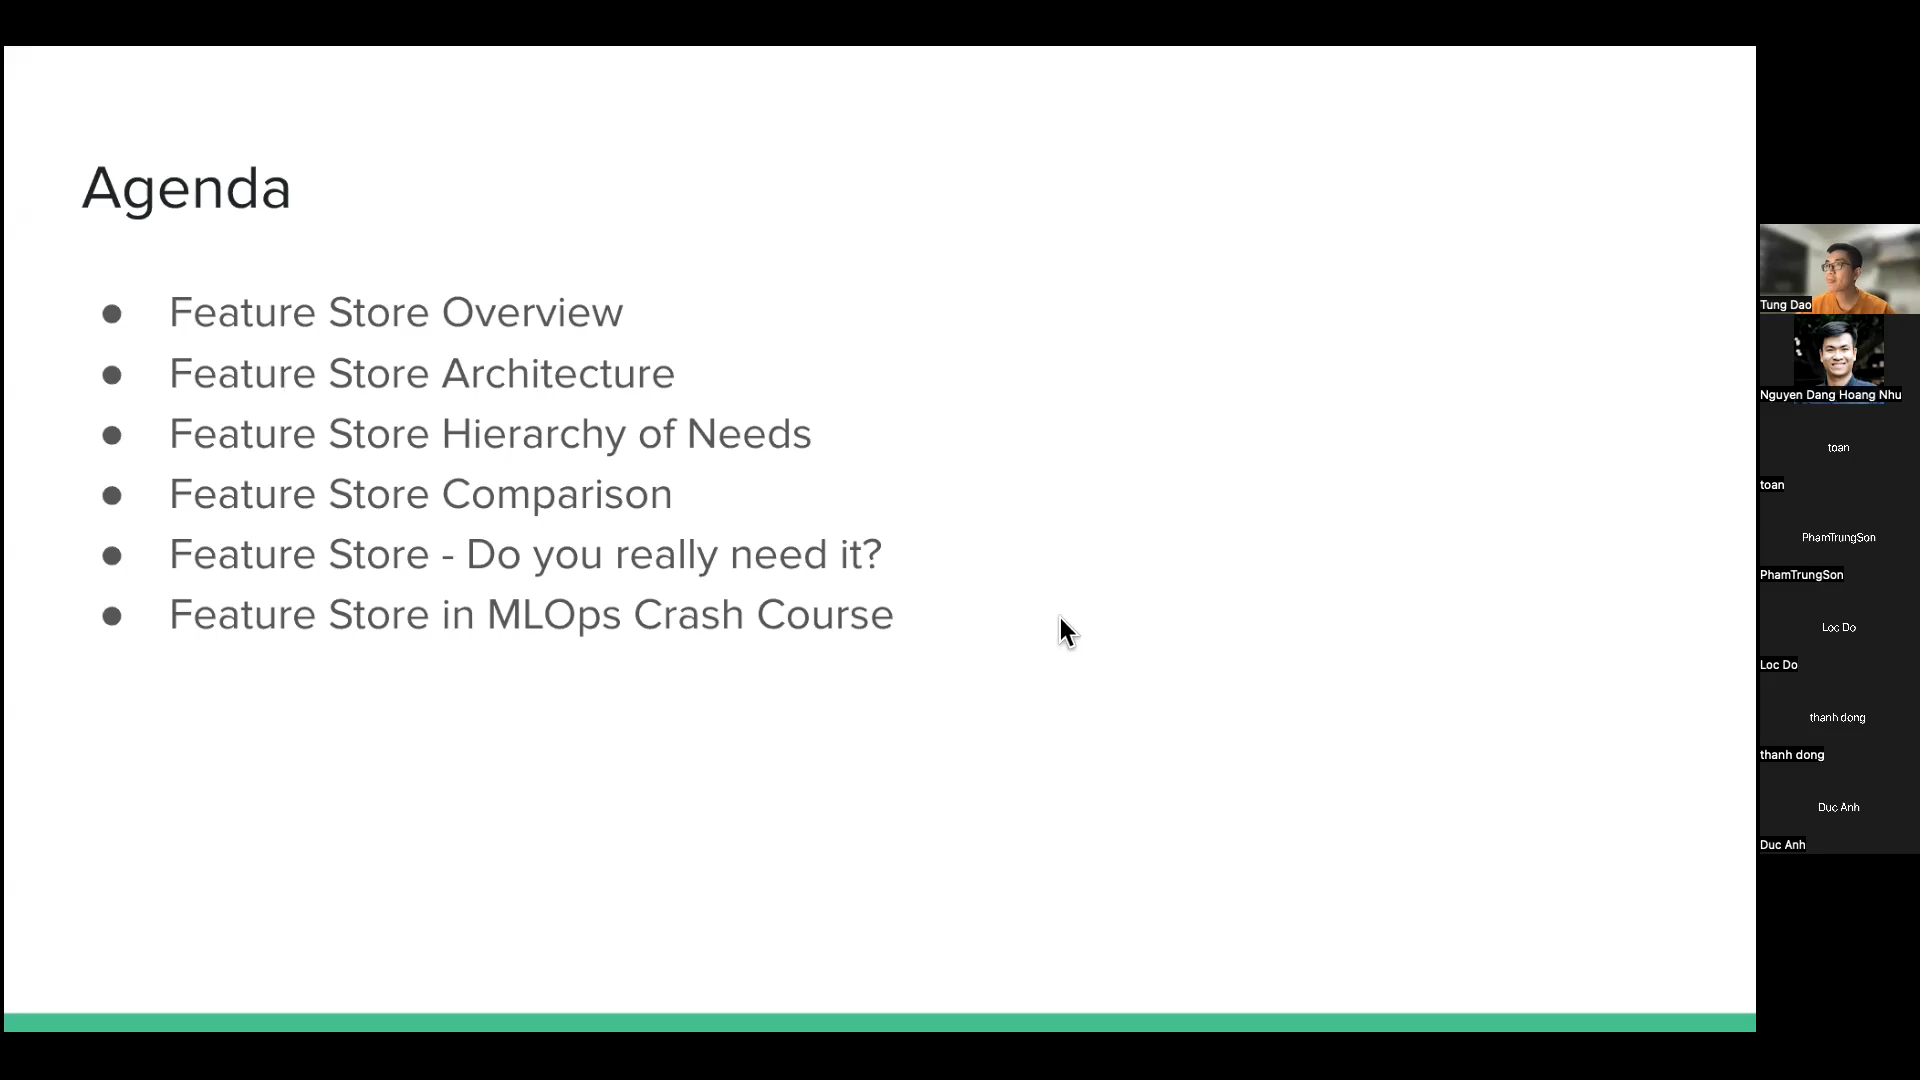 Agenda
● Feature Store Overview
● Feature Store Architecture
● Feature Store Hierarchy of Needs
● Feature Store Comparison
● Feature Store - Do you really need it?
● Feature Store in MLOps Crash Course
Tung Dao
Nguyen Dang Hoang Nhu
toan
toan
PhamTrungSon
PhamTrungSon
Loc Do
Loc Do
thanh dong
thanh dong
Duc Anh
Duc Anh